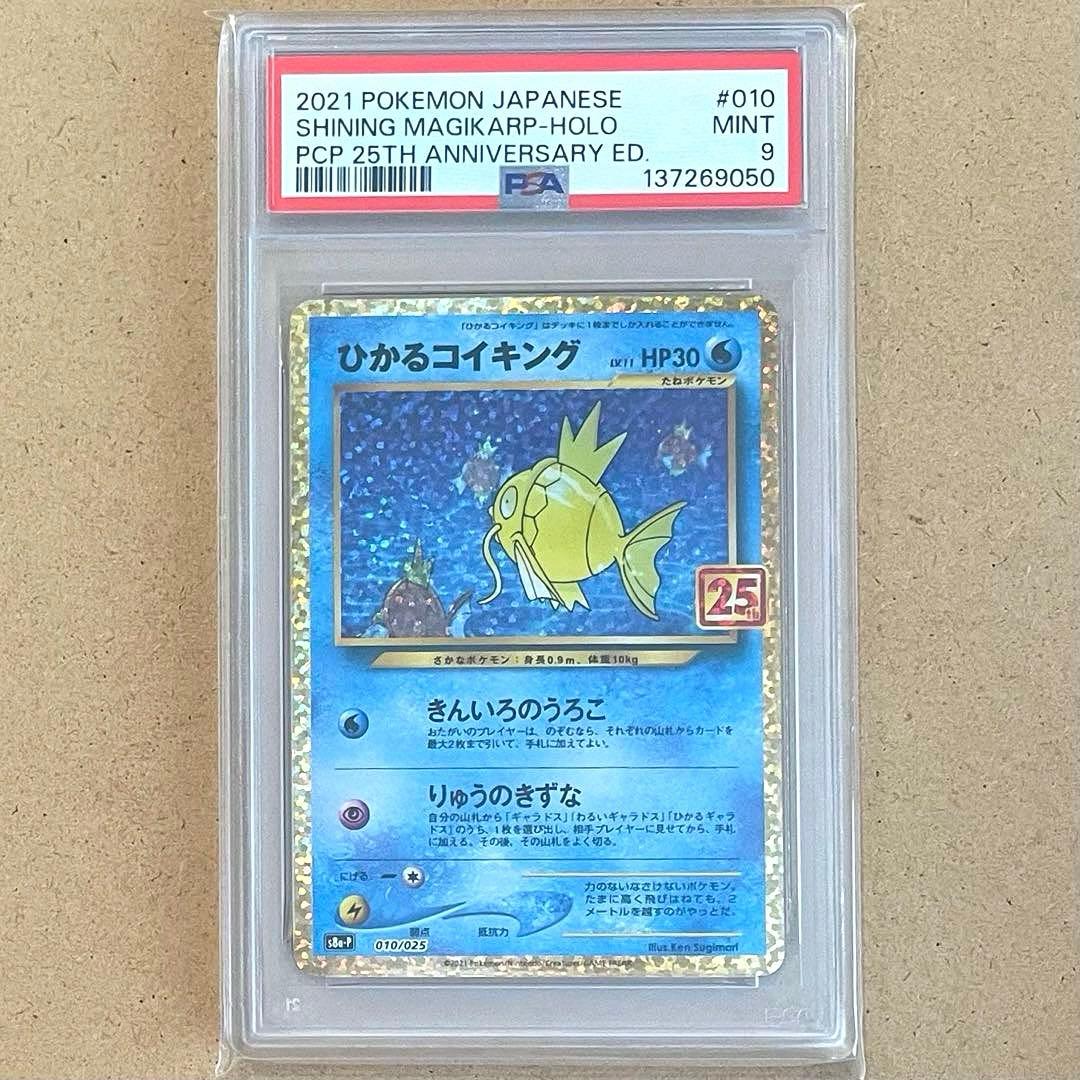 2021 POKEMON JAPANESE #010
SHINING MAGIKARP-HOLO MINT
PCP 25TH ANNIVERSARY ED. 9
PSA 137269050
「ひかるコイキング」はデッキに1枚までしか入れることができません。
ひかるコイキング LV.11 HP30
たねポケモン
25th
さかなポケモン：身長0.9m、体重10kg
きんいろのうろこ
おたがいのプレイヤーは、のぞむなら、それぞれの山札からカードを
最大2枚まで引いて、手札に加えてよい。
りゅうのきずな
自分の山札から「ギャラドス」「わるいギャラドス」「ひかるギャラ
ドス」のうち、1枚を選び出し、相手プレイヤーに見せてから、手札
に加える。その後、その山札をよく切る。
にげる
力のないなさけないポケモン。
たまに高く飛びはねても、2
メートルを越すのがやっとだ。
弱点 抵抗力
s8a-P 010/025
Illus.Ken Sugimori
©2021 Pokémon/Nintendo/Creatures/GAME FREAK